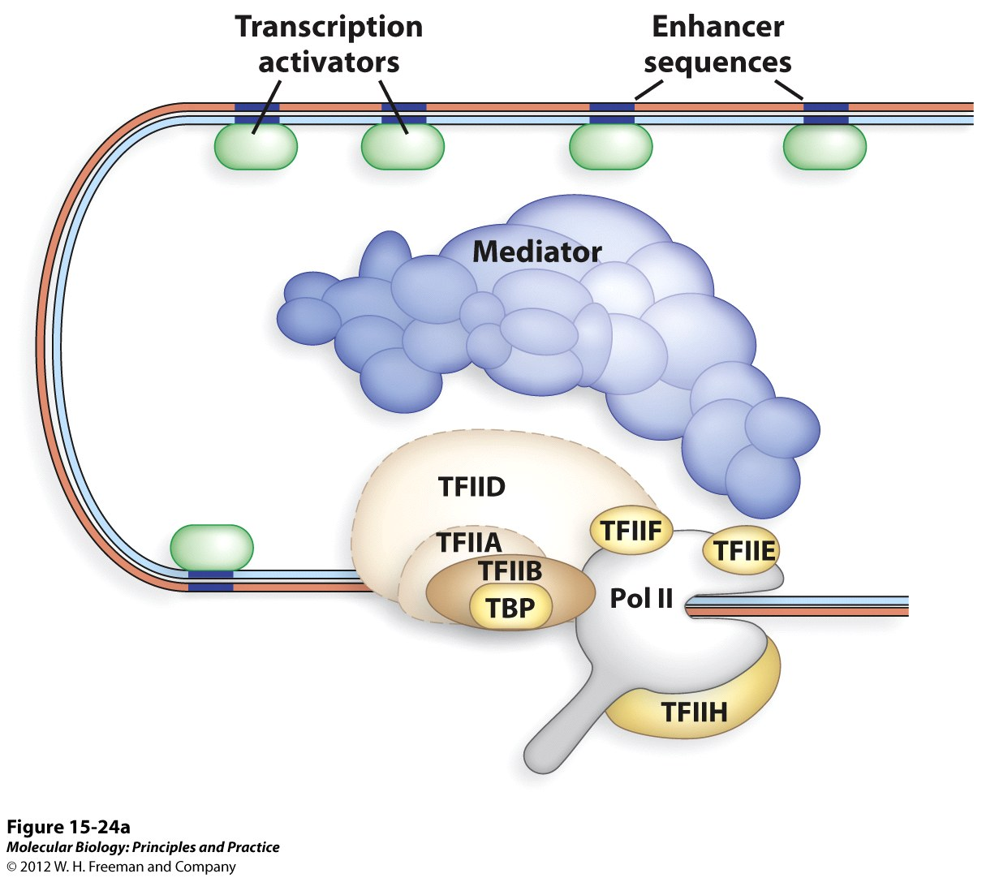 Transcription
activators
Enhancer
sequences
Mediator
TFIID
TFIIF
TFIIA
TFIIE
TFIIB
Pol II
TBP
TFIIH
Figure 15-24a
Molecular Biology: Principles and Practice
© 2012 W. H. Freeman and Company